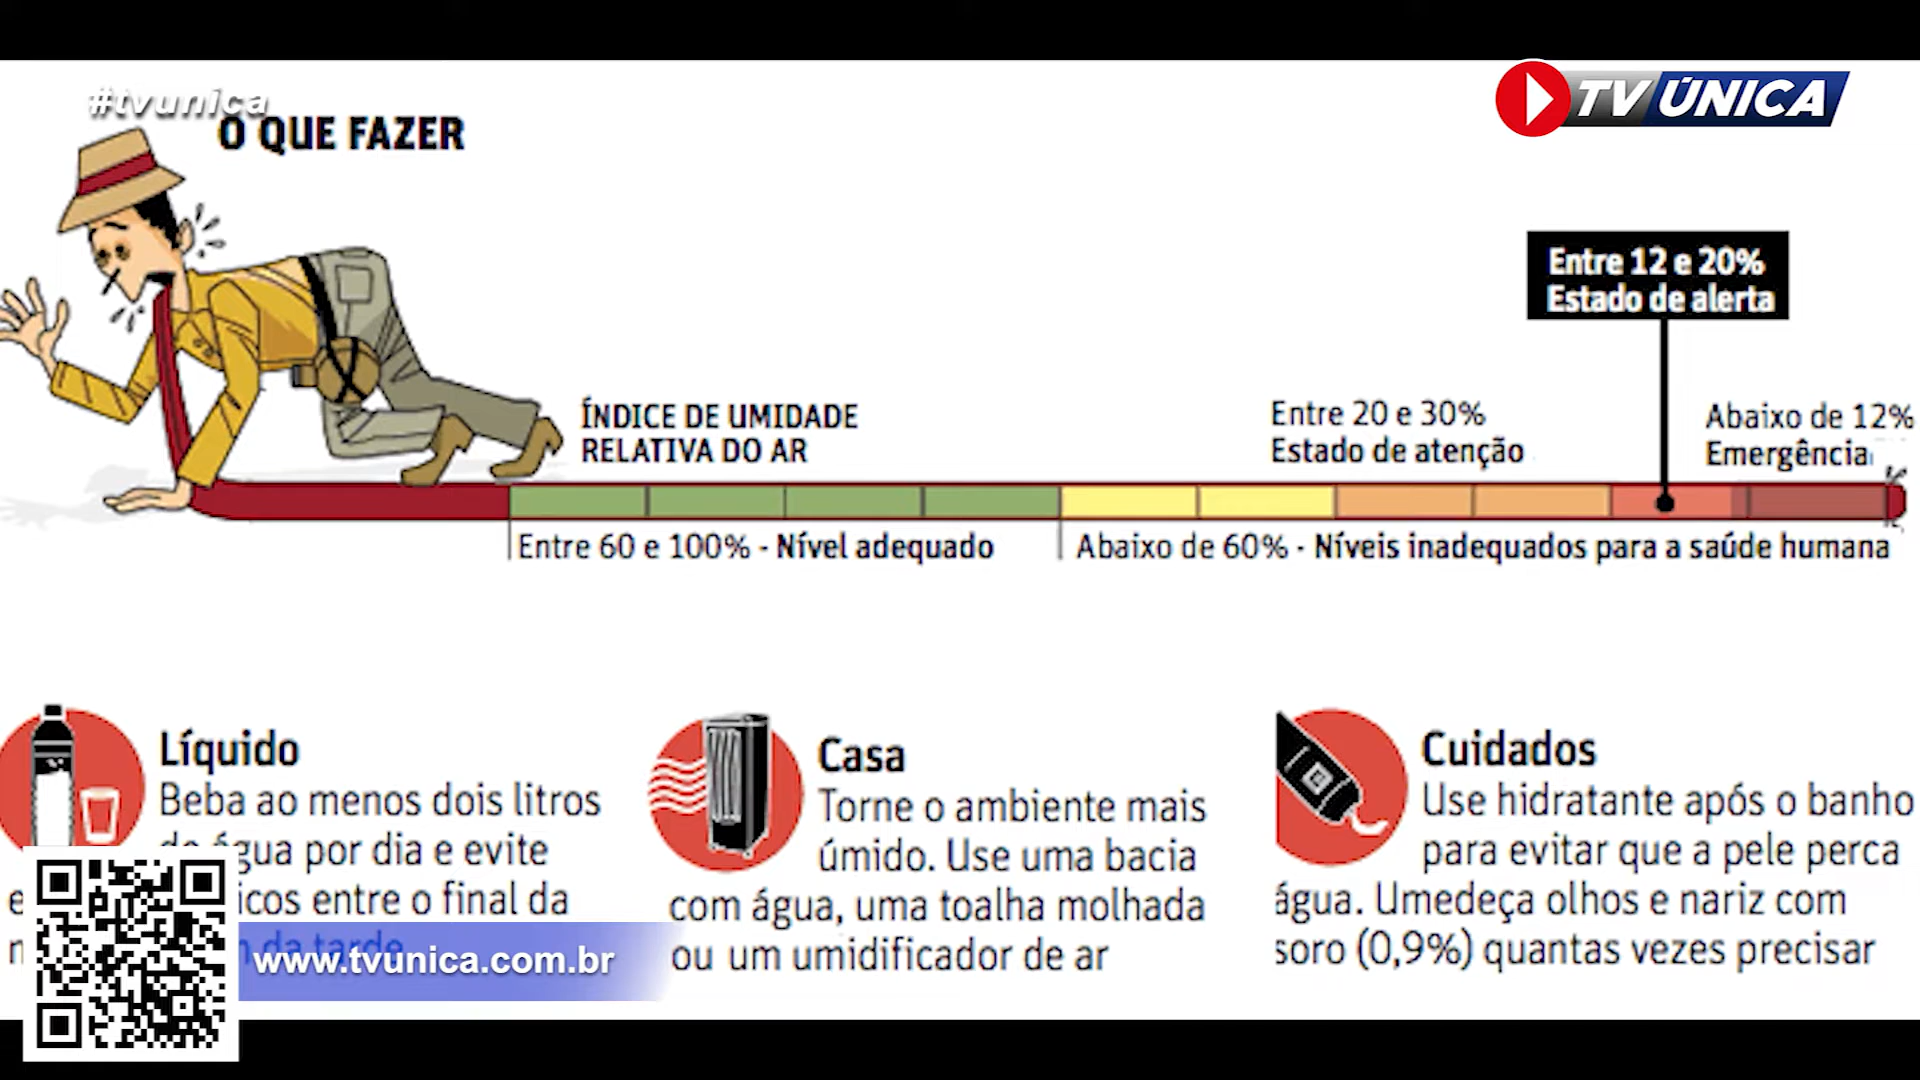 #tvunica
TV ÚNICA
O QUE FAZER
Entre 12 e 20%
Estado de alerta
ÍNDICE DE UMIDADE
RELATIVA DO AR
Entre 20 e 30%
Estado de atenção
Abaixo de 12%
Emergência
Entre 60 e 100% - Nível adequado
Abaixo de 60% - Níveis inadequados para a saúde humana
Líquido
Beba ao menos dois litros
de água por dia e evite
icos entre o final da
da tarde
Casa
Torne o ambiente mais
úmido. Use uma bacia
com água, uma toalha molhada
ou um umidificador de ar
Cuidados
Use hidratante após o banho
para evitar que a pele perca
água. Umedeça olhos e nariz com
soro (0,9%) quantas vezes precisar
www.tvunica.com.br